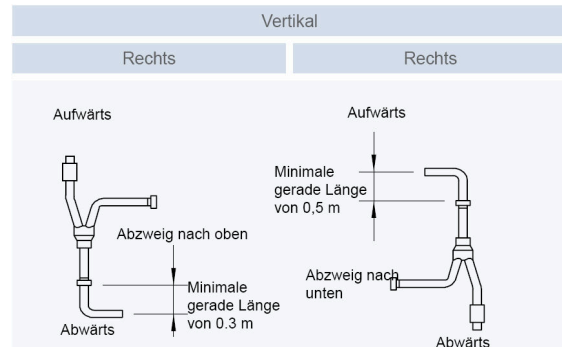 Vertikal
Rechts
Rechts
Aufwärts
Abzweig nach oben
Minimale
gerade Länge
von 0.3 m
Abwärts
Aufwärts
Minimale
gerade Länge
von 0,5 m
Abzweig nach
unten
Abwärts